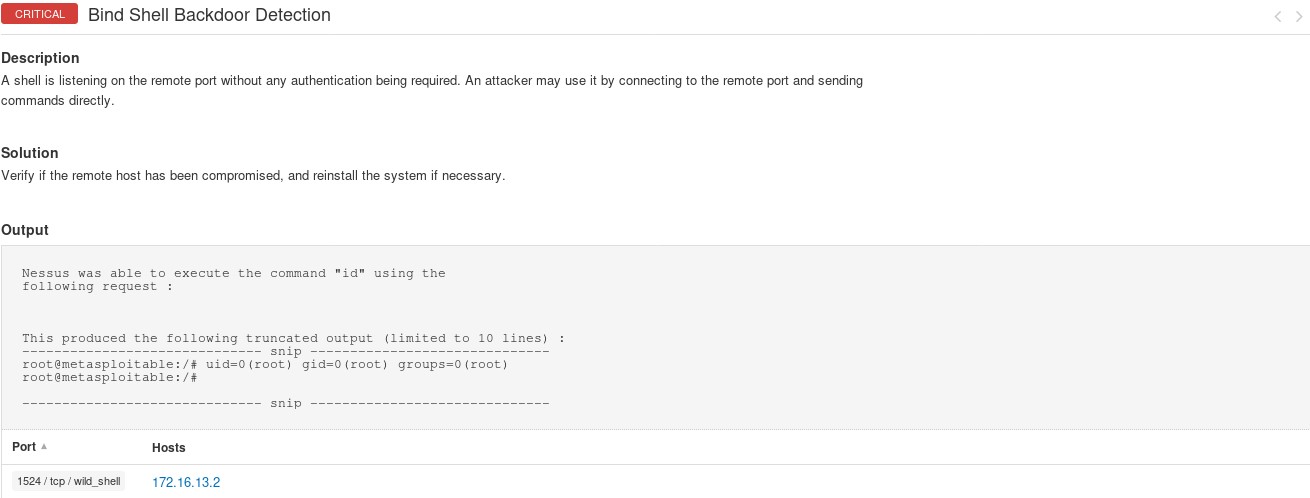 CRITICAL Bind Shell Backdoor Detection
Description
A shell is listening on the remote port without any authentication being required. An attacker may use it by connecting to the remote port and sending
commands directly.
Solution
Verify if the remote host has been compromised, and reinstall the system if necessary.
Output
Nessus was able to execute the command "id" using the
following request :
This produced the following truncated output (limited to 10 lines) :
------------------------------ snip ------------------------------
root@metasploitable:/# uid=0(root) gid=0(root) groups=0(root)
root@metasploitable:/#
------------------------------ snip ------------------------------
Port ▲ Hosts
1524 / tcp / wild_shell 172.16.13.2